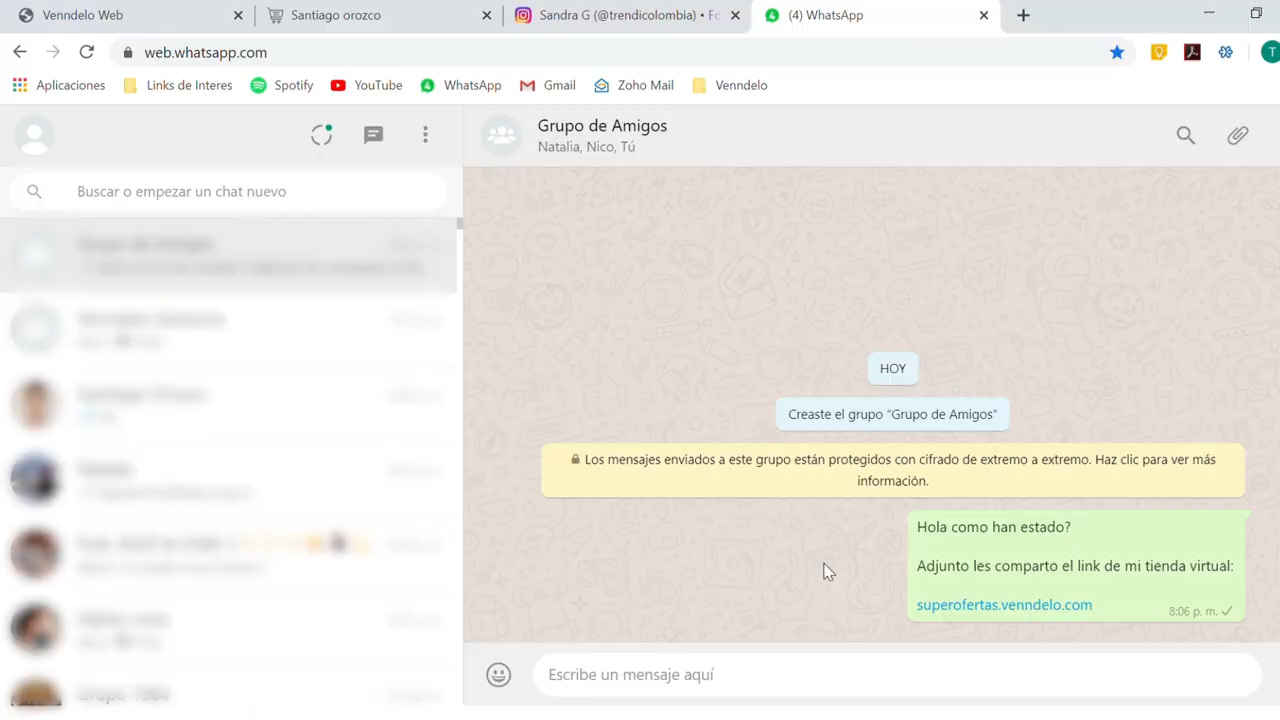 Venndelo Web
Santiago orozco
Sandra G (@trendicolombia) • Fo
(4) WhatsApp
web.whatsapp.com
T
Aplicaciones
Links de Interes
Spotify
YouTube
WhatsApp
Gmail
Zoho Mail
Venndelo
Grupo de Amigos
Natalia, Nico, Tú
Buscar o empezar un chat nuevo
Grupo de Amigos
HOY
Creaste el grupo “Grupo de Amigos”
Los mensajes enviados a este grupo están protegidos con cifrado de extremo a extremo. Haz clic para ver más
información.
Hola como han estado?
Adjunto les comparto el link de mi tienda virtual:
superofertas.venndelo.com
8:06 p. m.
Escribe un mensaje aquí